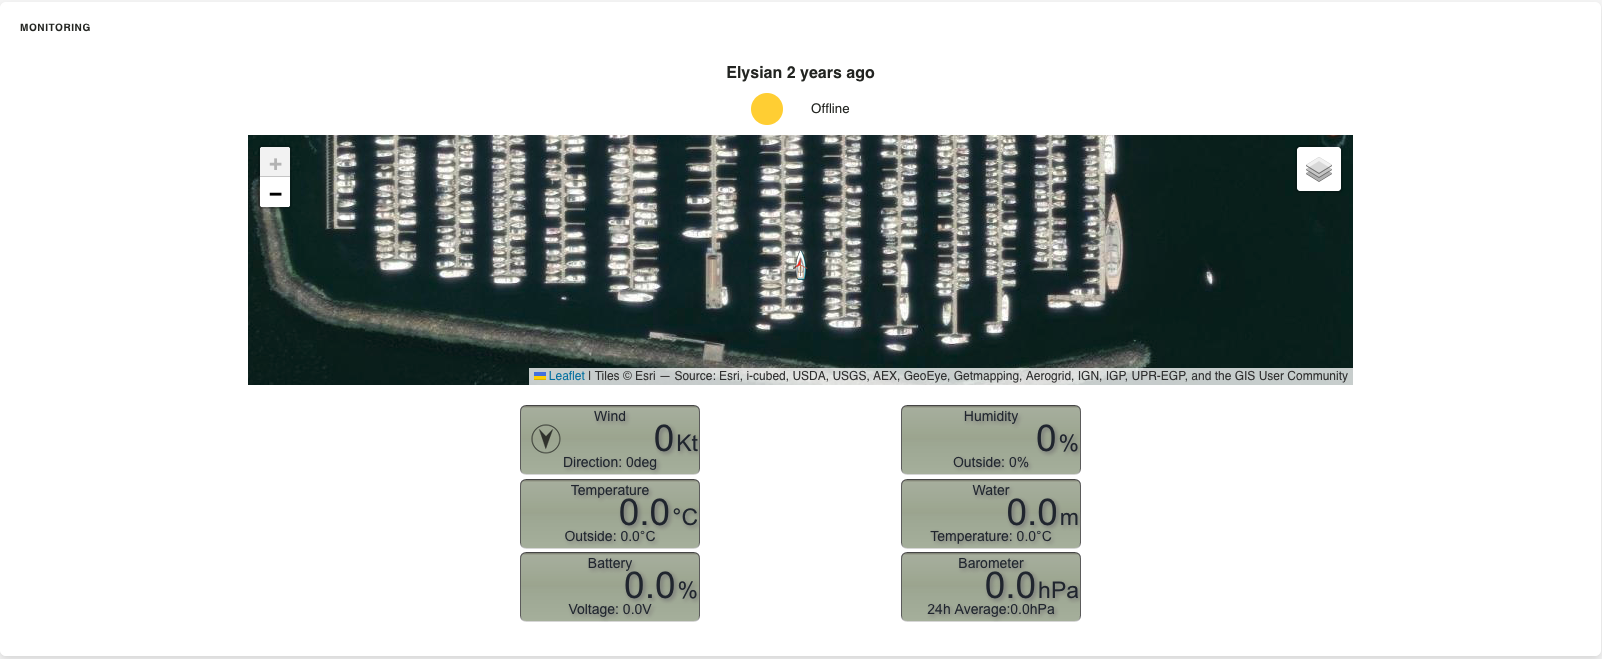 MONITORING
Elysian 2 years ago
Offline
+
−
Leaflet | Tiles © Esri — Source: Esri, i-cubed, USDA, USGS, AEX, GeoEye, Getmapping, Aerogrid, IGN, IGP, UPR-EGP, and the GIS User Community
Wind
0Kt
Direction: 0deg
Humidity
0%
Outside: 0%
Temperature
0.0°C
Outside: 0.0°C
Water
0.0m
Temperature: 0.0°C
Battery
0.0%
Voltage: 0.0V
Barometer
0.0hPa
24h Average:0.0hPa